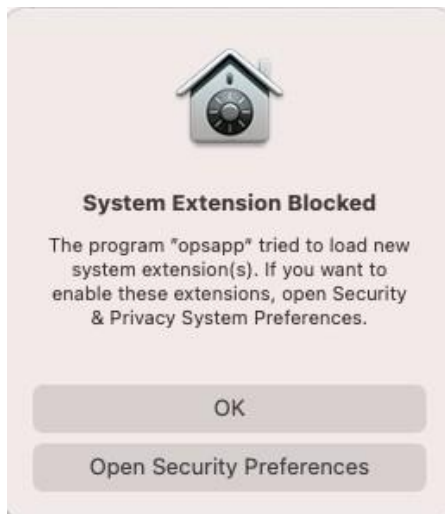 System Extension Blocked
The program "opsapp" tried to load new
system extension(s). If you want to
enable these extensions, open Security
& Privacy System Preferences.
OK
Open Security Preferences